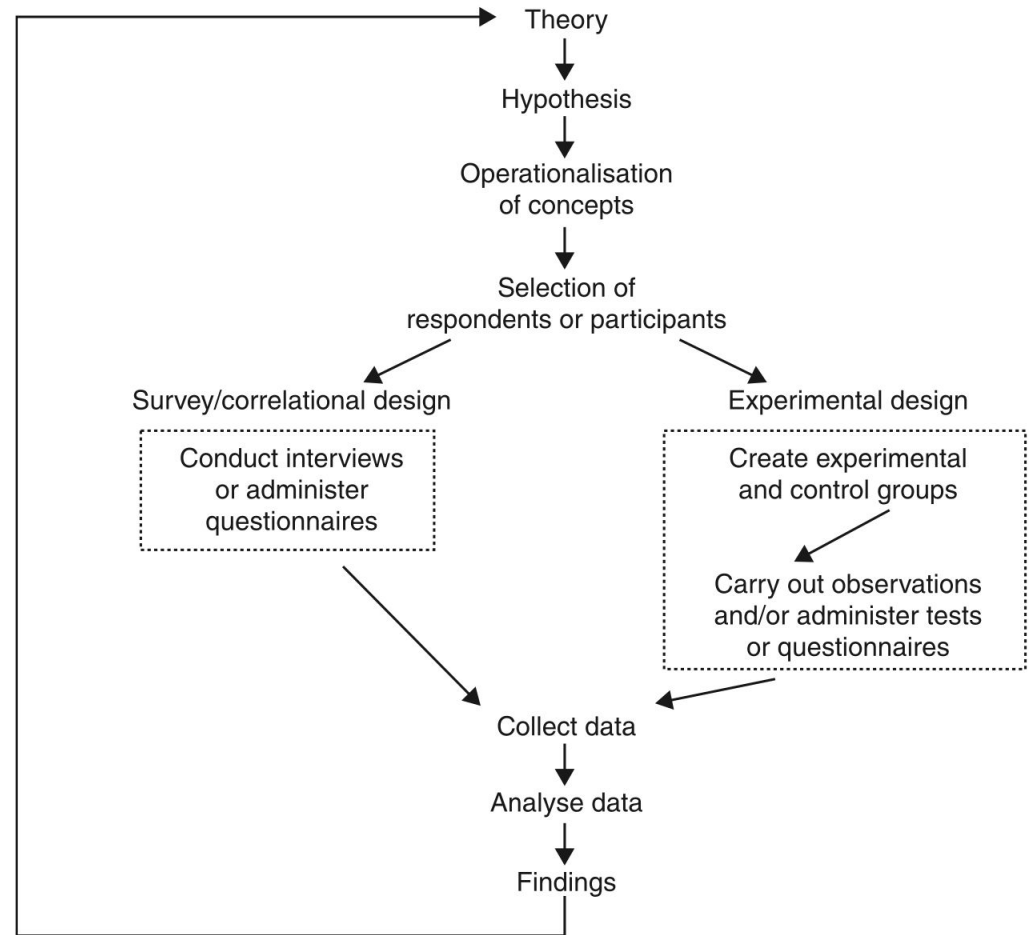 Theory
Hypothesis
Operationalisation
of concepts
Selection of
respondents or participants
Survey/correlational design
Conduct interviews
or administer
questionnaires
Experimental design
Create experimental
and control groups
Carry out observations
and/or administer tests
or questionnaires
Collect data
Analyse data
Findings